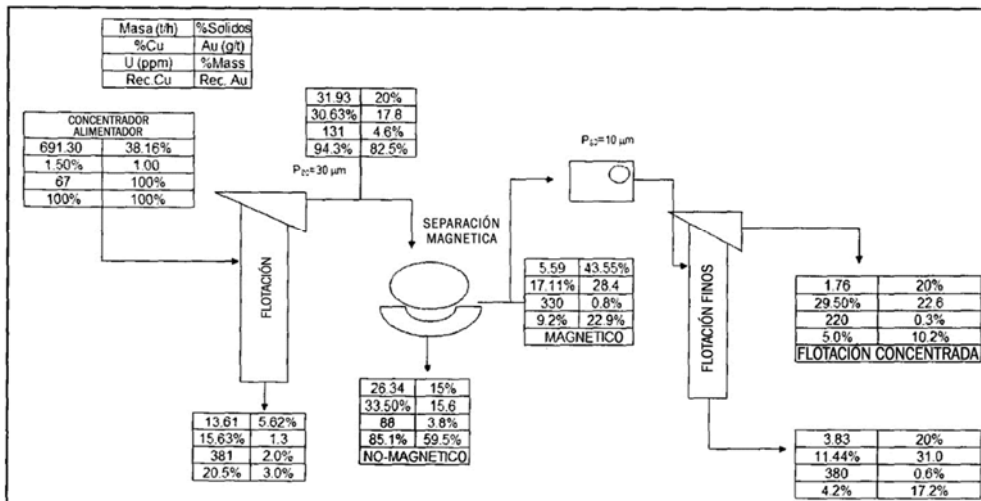 Masa (t/h) %Solidos
%Cu Au (g/t)
U (ppm) %Mass
Rec.Cu Rec. Au
CONCENTRADOR
ALIMENTADOR
691.30 38.16%
1.50% 1.00
67 100%
100% 100%
31.93 20%
30.63% 17.8
131 4.6%
94.3% 82.5%
P80=30 µm
FLOTACIÓN
13.61 5.62%
15.63% 1.3
381 2.0%
20.5% 3.0%
SEPARACIÓN
MAGNETICA
26.34 15%
33.50% 15.6
88 3.8%
85.1% 59.5%
NO-MAGNETICO
5.59 43.55%
17.11% 28.4
330 0.8%
9.2% 22.9%
MAGNETICO
P80=10 µm
FLOTACIÓN FINOS
1.76 20%
29.50% 22.6
220 0.3%
5.0% 10.2%
FLOTACIÓN CONCENTRADA
3.83 20%
11.44% 31.0
380 0.6%
4.2% 17.2%